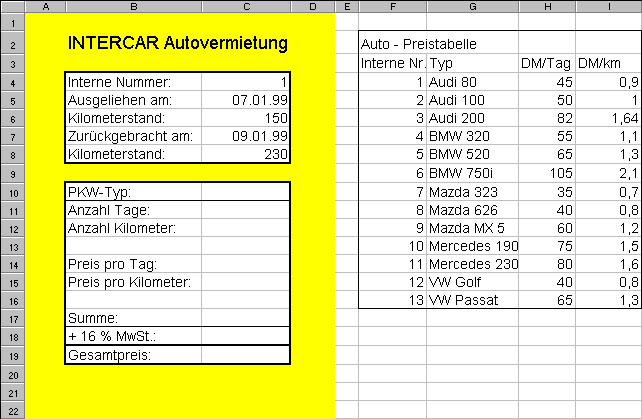 A B C D E F G H I
1
2 INTERCAR Autovermietung Auto - Preistabelle
3 Interne Nr. Typ DM/Tag DM/km
4 Interne Nummer: 1 1 Audi 80 45 0,9
5 Ausgeliehen am: 07.01.99 2 Audi 100 50 1
6 Kilometerstand: 150 3 Audi 200 82 1,64
7 Zurückgebracht am: 09.01.99 4 BMW 320 55 1,1
8 Kilometerstand: 230 5 BMW 520 65 1,3
9 6 BMW 750i 105 2,1
10 PKW-Typ: 7 Mazda 323 35 0,7
11 Anzahl Tage: 8 Mazda 626 40 0,8
12 Anzahl Kilometer: 9 Mazda MX 5 60 1,2
13 10 Mercedes 190 75 1,5
14 Preis pro Tag: 11 Mercedes 230 80 1,6
15 Preis pro Kilometer: 12 VW Golf 40 0,8
16 13 VW Passat 65 1,3
17 Summe:
18 + 16 % MwSt.:
19 Gesamtpreis:
20
21
22